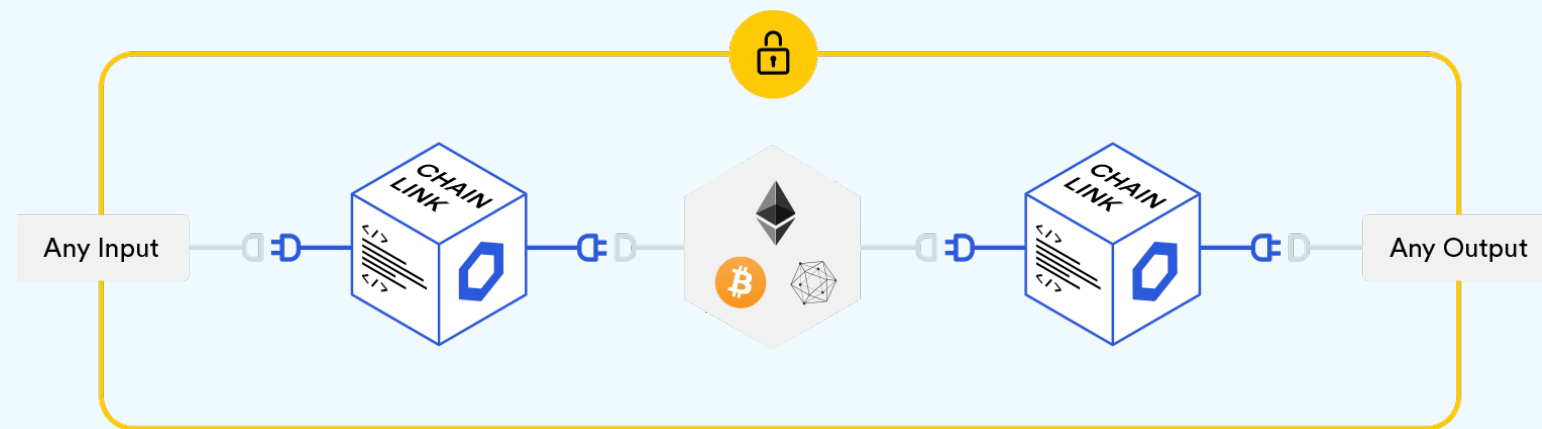 Any Input
CHAIN
LINK
<!/>
<!/>
CHAIN
LINK
<!/>
<!/>
Any Output